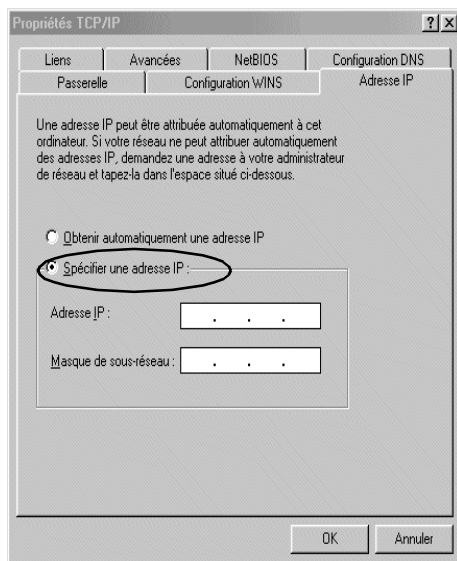 Propriétés TCP/IP
Liens Avancées NetBIOS Configuration DNS
Passerelle Configuration WINS Adresse IP
Une adresse IP peut être attribuée automatiquement à cet
ordinateur. Si votre réseau ne peut attribuer automatiquement
des adresses IP, demandez une adresse à votre administrateur
de réseau et tapez-la dans l'espace situé ci-dessous.
Obtenir automatiquement une adresse IP
Spécifier une adresse IP :
Adresse IP :
Masque de sous-réseau :
OK Annuler